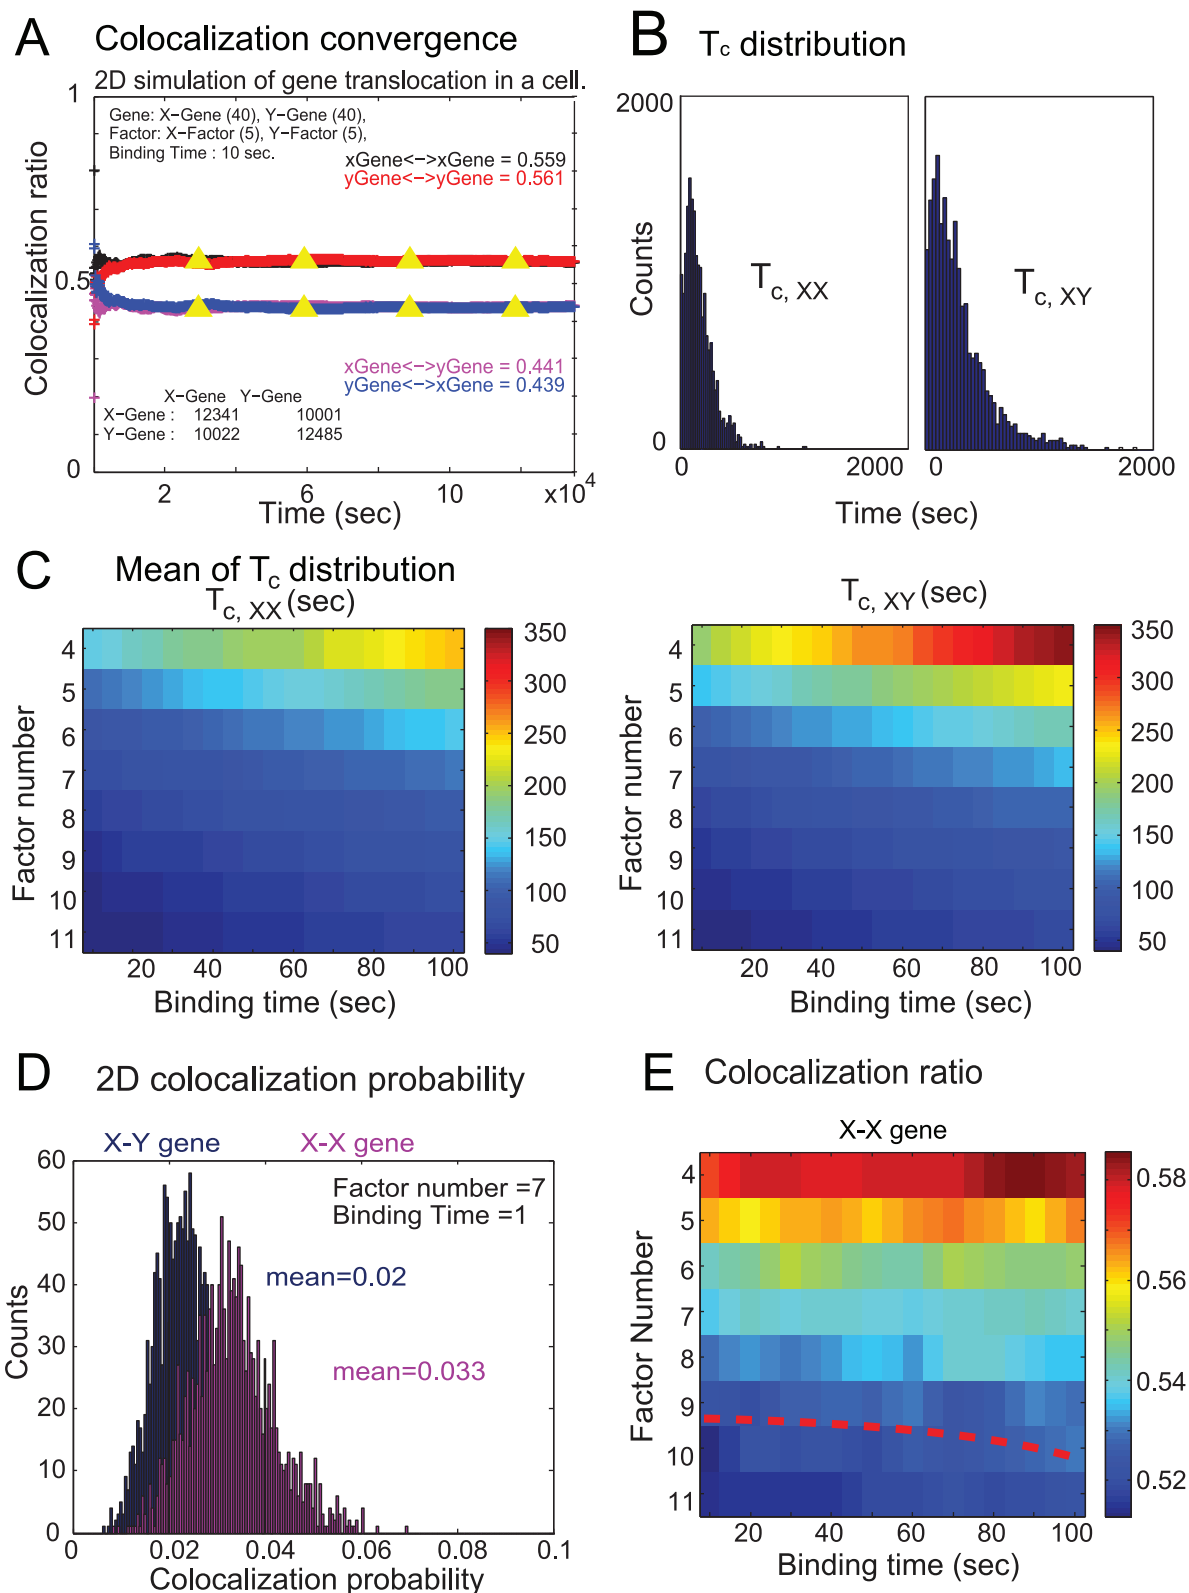 A Colocalization convergence
2D simulation of gene translocation in a cell.
1
Gene: X−Gene (40), Y−Gene (40),
Factor: X−Factor (5), Y−Factor (5),
Binding Time : 10 sec.
xGene<−>xGene = 0.559
yGene<−>yGene = 0.561
0.5
Colocalization ratio
xGene<−>yGene = 0.441
yGene<−>xGene = 0.439
X−Gene Y−Gene
X−Gene : 12341 10001
Y−Gene : 10022 12485
0
2 6 10 x10⁴
Time (sec)
B Tc distribution
2000
Counts
Tc, XX
Tc, XY
0
0 2000 0 2000
Time (sec)
C Mean of Tc distribution
Tc, XX (sec)
4
5
6
7
8
9
10
11
Factor number
20 40 60 80 100
Binding time (sec)
350
300
250
200
150
100
50
Tc, XY (sec)
4
5
6
7
8
9
10
11
Factor number
20 40 60 80 100
Binding time (sec)
350
300
250
200
150
100
50
D 2D colocalization probability
X-Y gene X-X gene
60
50
40
30
20
10
0
Counts
Factor number =7
Binding Time =1
mean=0.02
mean=0.033
0 0.02 0.04 0.06 0.08 0.1
Colocalization probability
E Colocalization ratio
X-X gene
4
5
6
7
8
9
10
11
Factor Number
20 40 60 80 100
Binding time (sec)
0.58
0.56
0.54
0.52